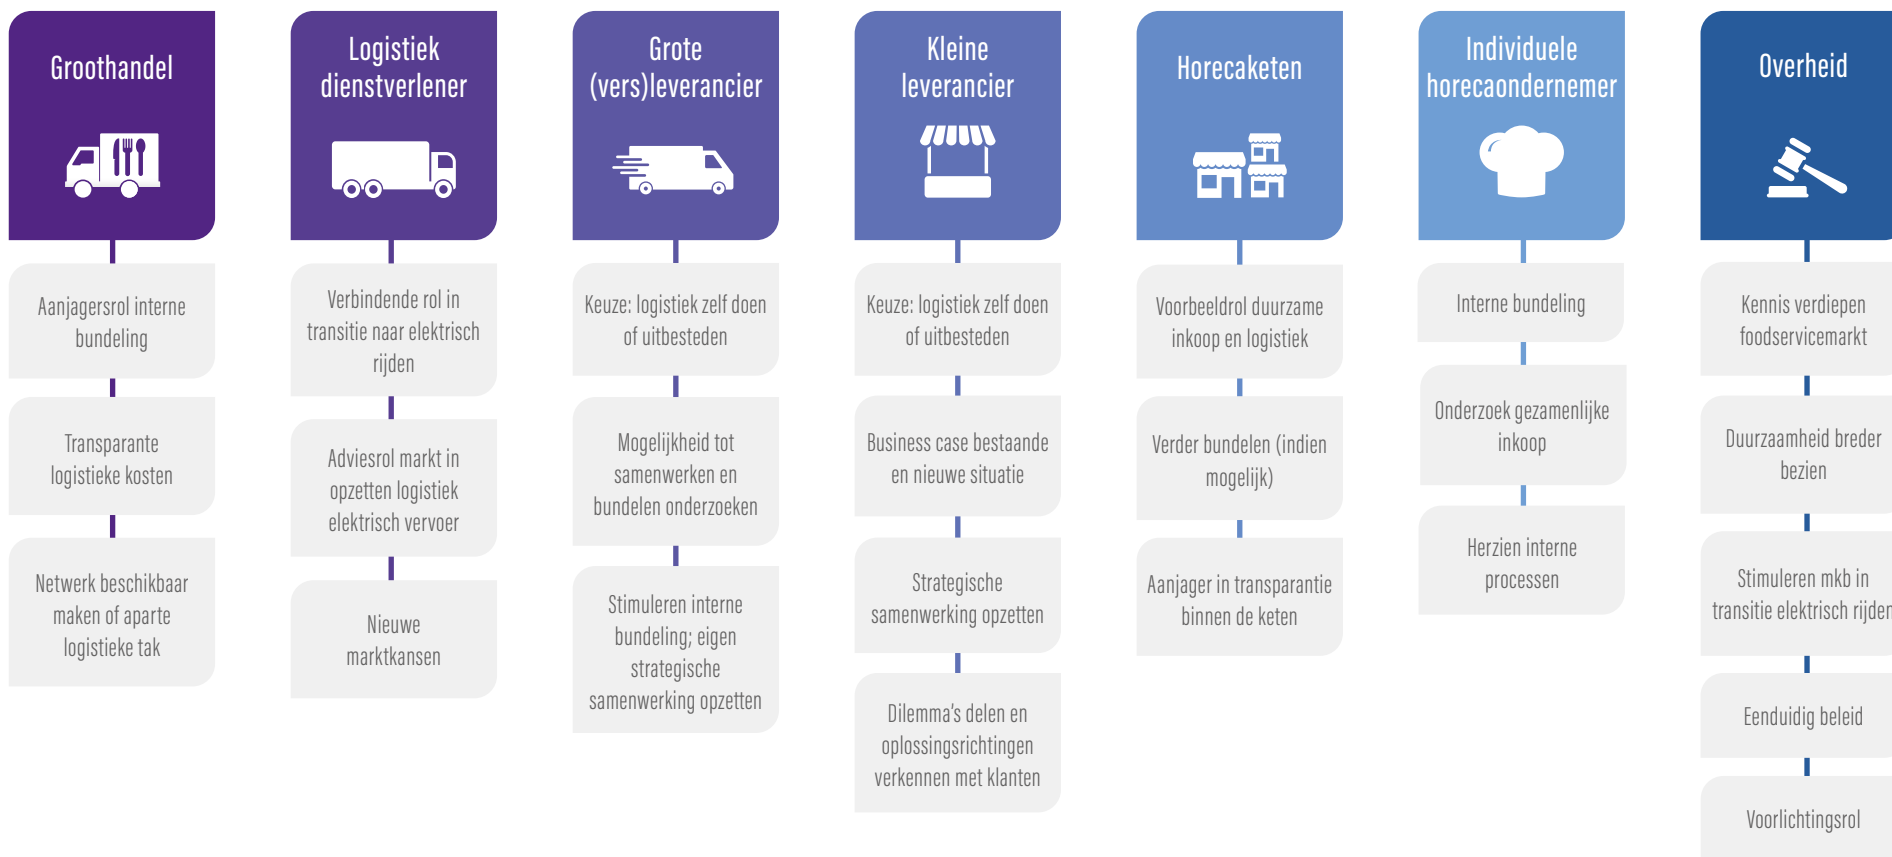 Groothandel
Aanjagersrol interne
bundeling
Transparante
logistieke kosten
Netwerk beschikbaar
maken of aparte
logistieke tak
Logistiek
dienstverlener
Verbindende rol in
transitie naar elektrisch
rijden
Adviesrol markt in
opzetten logistiek
elektrisch vervoer
Nieuwe
marktkansen
Grote
(vers)leverancier
Keuze: logistiek zelf doen
of uitbesteden
Mogelijkheid tot
samenwerken en
bundelen onderzoeken
Stimuleren interne
bundeling; eigen
strategische
samenwerking opzetten
Kleine
leverancier
Keuze: logistiek zelf doen
of uitbesteden
Business case bestaande
en nieuwe situatie
Strategische
samenwerking opzetten
Dilemma's delen en
oplossingsrichtingen
verkennen met klanten
Horecaketen
Voorbeeldrol duurzame
inkoop en logistiek
Verder bundelen (indien
mogelijk)
Aanjager in transparantie
binnen de keten
Individuele
horecaondernemer
Interne bundeling
Onderzoek gezamenlijke
inkoop
Herzien interne
processen
Overheid
Kennis verdiepen
foodservicemarkt
Duurzaamheid breder
bezien
Stimuleren mkb in
transitie elektrisch rijden
Eenduidig beleid
Voorlichtingsrol